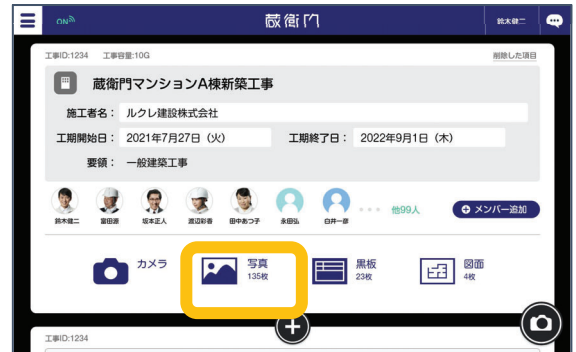 ON
蔵衛門
鈴木健二
工事ID:1234 工事容量:10G 削除した項目
蔵衛門マンションA棟新築工事
施工者名： ルクレ建設株式会社
工期開始日： 2021年7月27日（火） 工期終了日： 2022年9月1日（木）
要領： 一般建築工事
鈴木健二 富田源 坂本正人 渡辺彩香 田中あつ子 永田弘 白井一郎 他99人 メンバー追加
カメラ 写真 黒板 図面
135枚 23枚 4枚
工事ID:1234